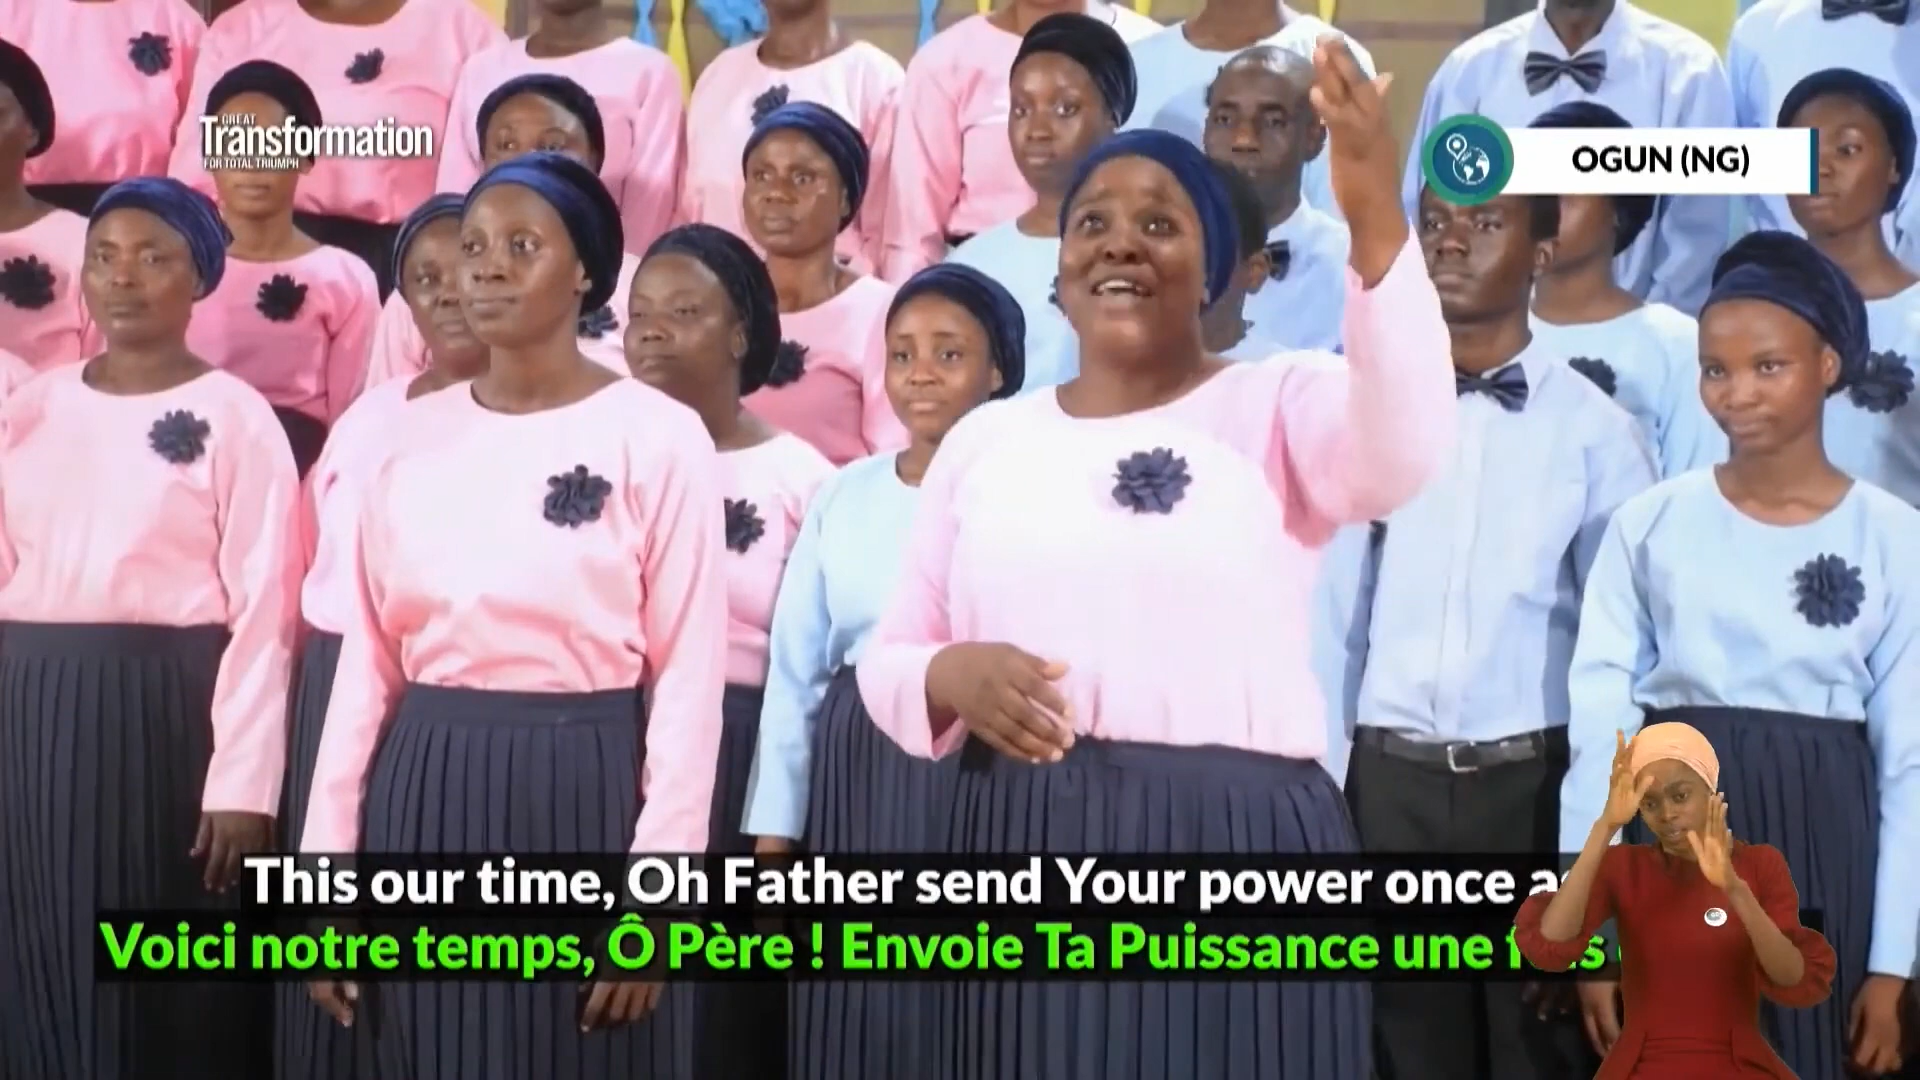 GREAT
Transformation
FOR TOTAL TRIUMPH
OGUN (NG)
This our time, Oh Father send Your power once
Voici notre temps, Ô Père ! Envoie Ta Puissance une